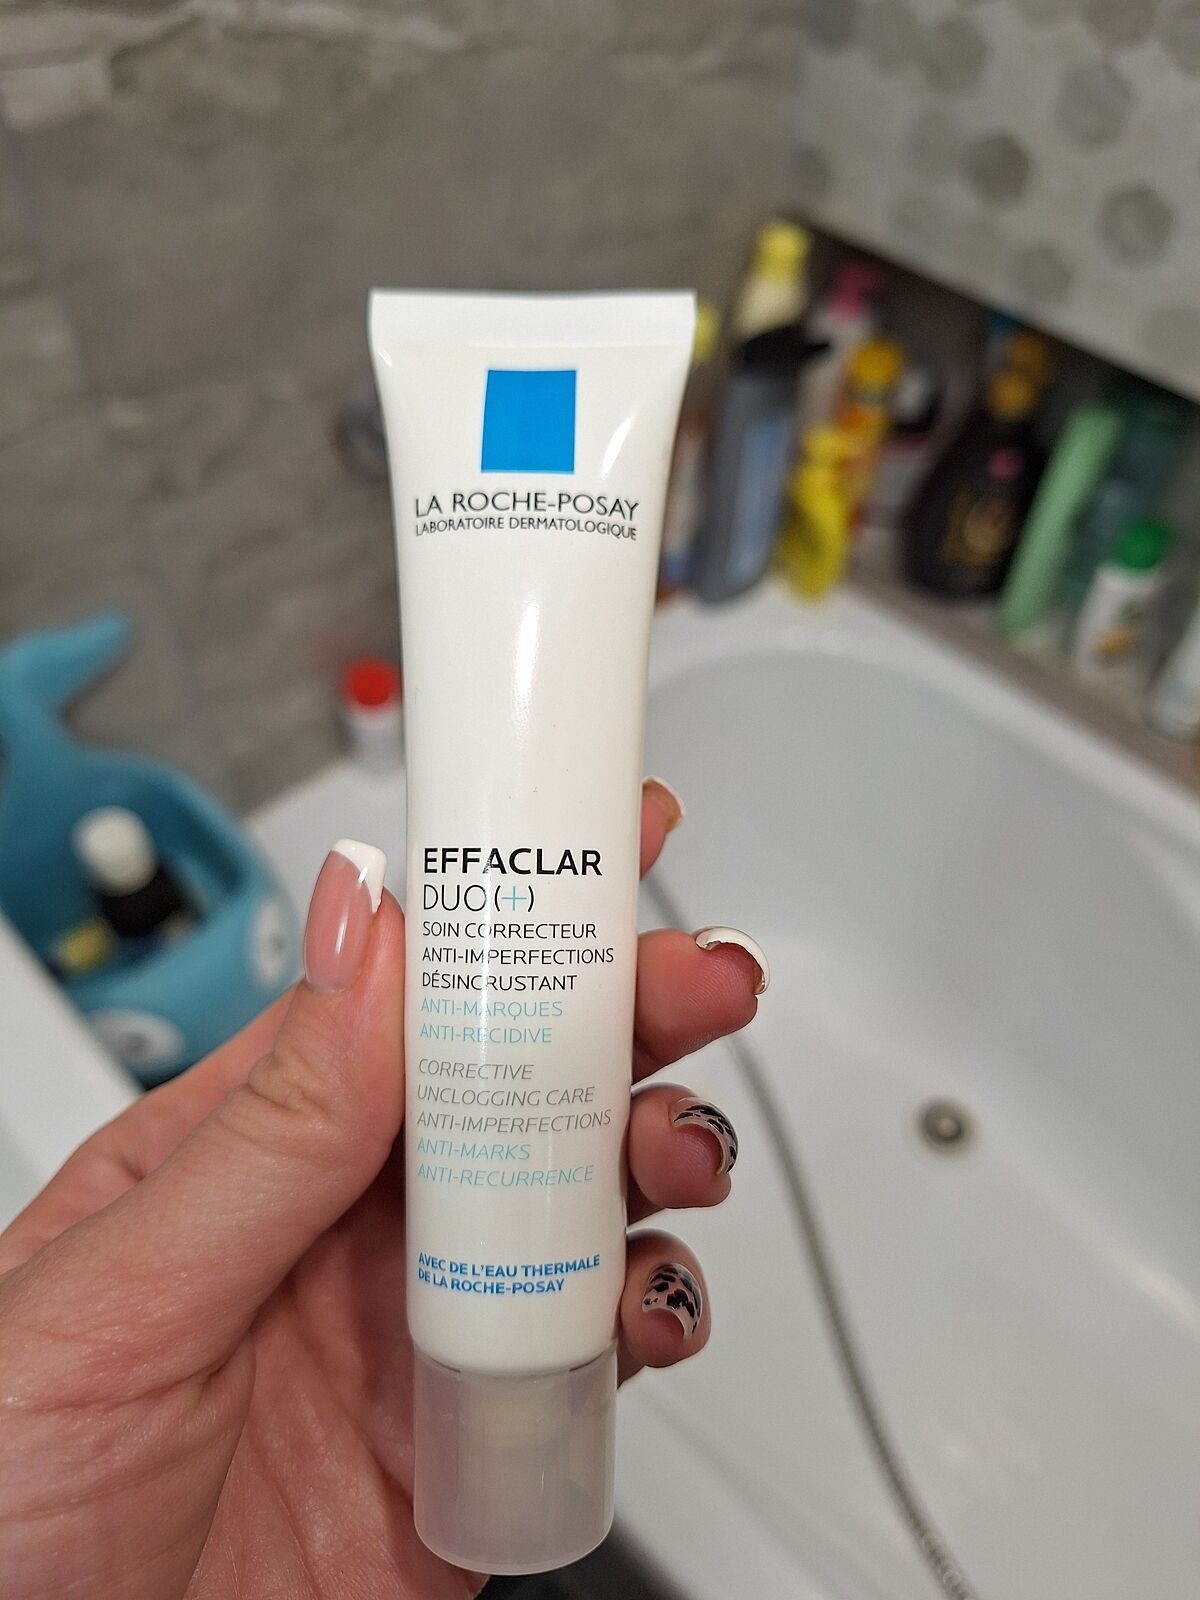 LA ROCHE-POSAY
LABORATOIRE DERMATOLOGIQUE
EFFACLAR
DUO(+)
SOIN CORRECTEUR
ANTI-IMPERFECTIONS
DÉSINCRUSTANT
ANTI-MARQUES
ANTI-RECIDIVE
CORRECTIVE
UNCLOGGING CARE
ANTI-IMPERFECTIONS
ANTI-MARKS
ANTI-RECURRENCE
AVEC DE L'EAU THERMALE
DE LA ROCHE-POSAY